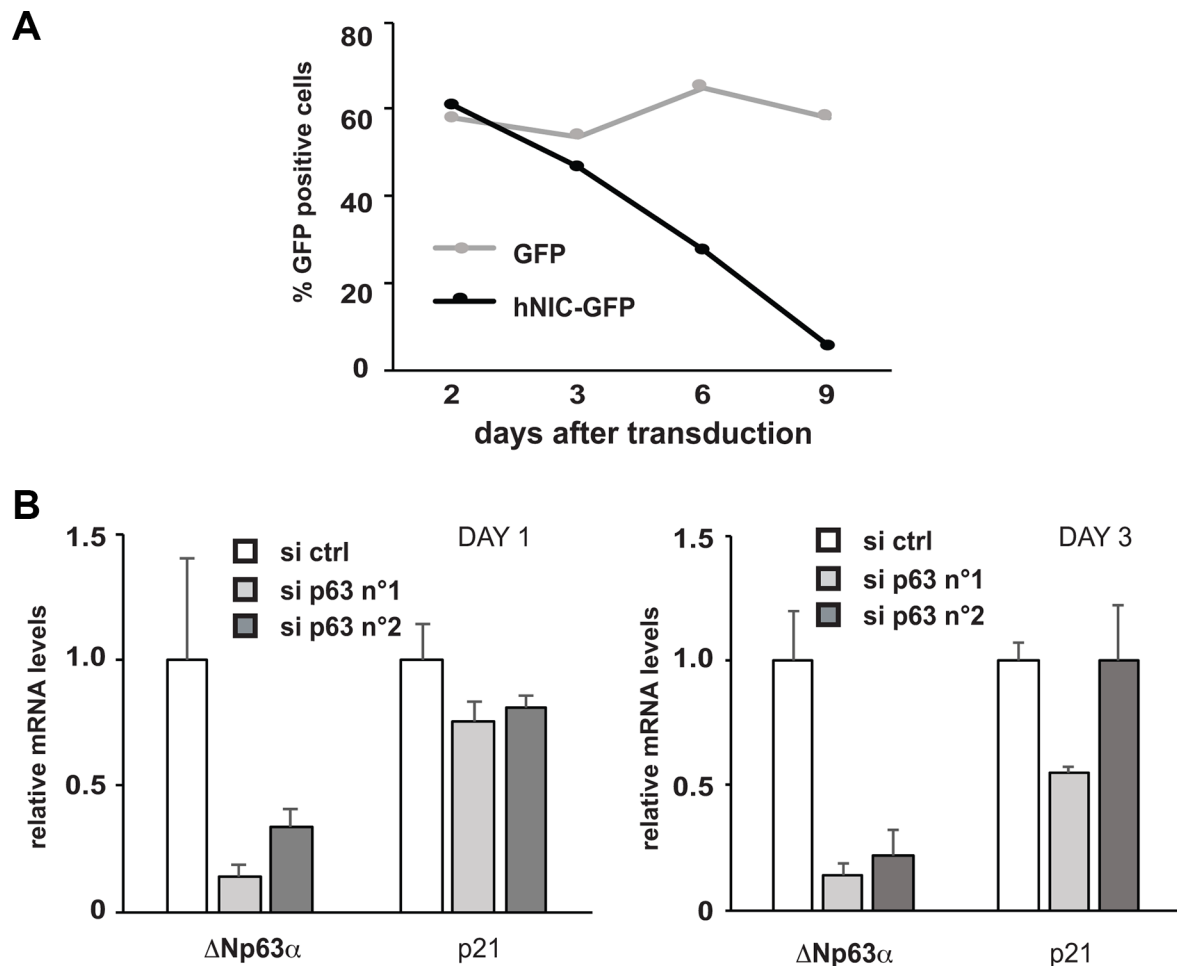 A
% GFP positive cells
80
60
40
20
0
GFP
hNIC-GFP
2 3 6 9
days after transduction
B
relative mRNA levels
1.5
1.0
0.5
0
si ctrl
si p63 n°1
si p63 n°2
DAY 1
ΔNp63α p21
relative mRNA levels
1.5
1.0
0.5
0
si ctrl
si p63 n°1
si p63 n°2
DAY 3
ΔNp63α p21